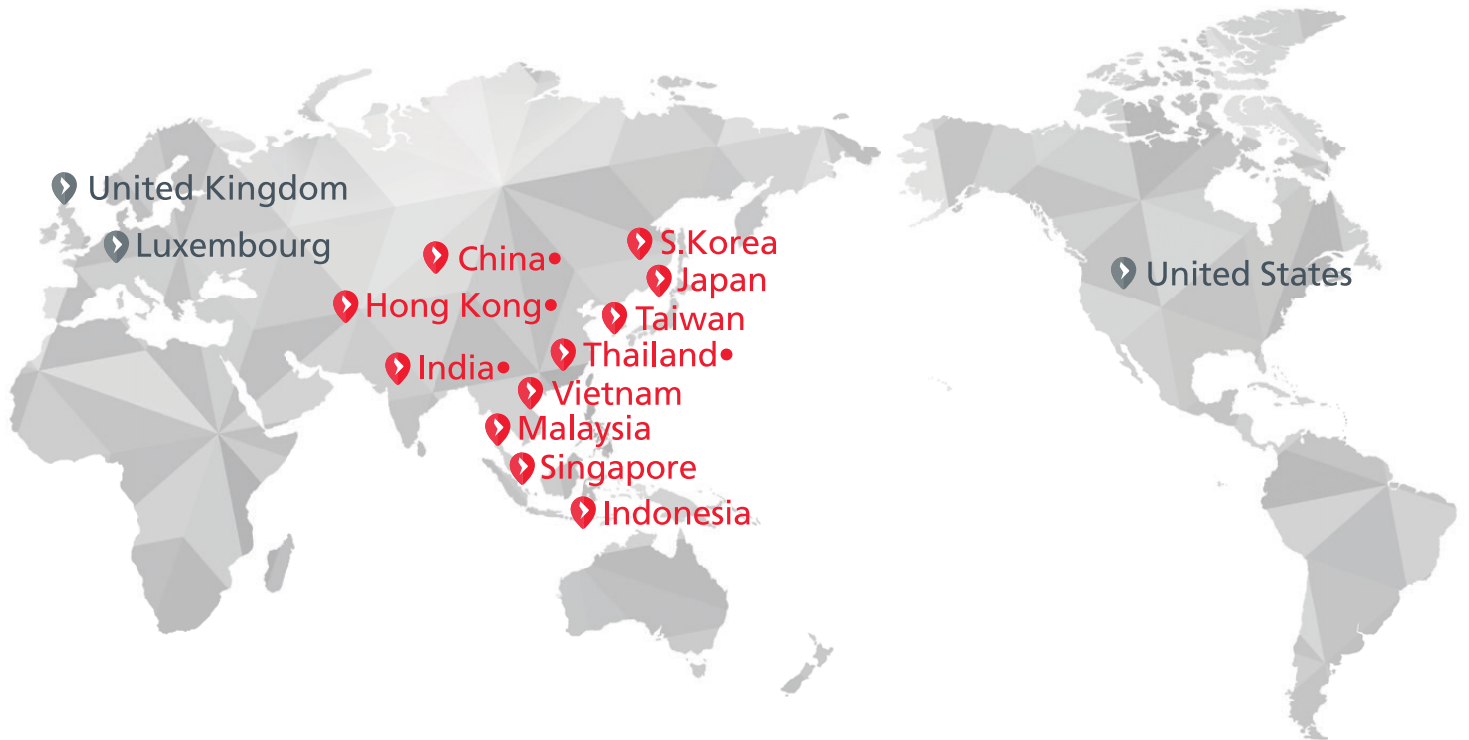 United Kingdom
Luxembourg
China•
Hong Kong•
India•
S.Korea
Japan
Taiwan
Thailand•
Vietnam
Malaysia
Singapore
Indonesia
United States